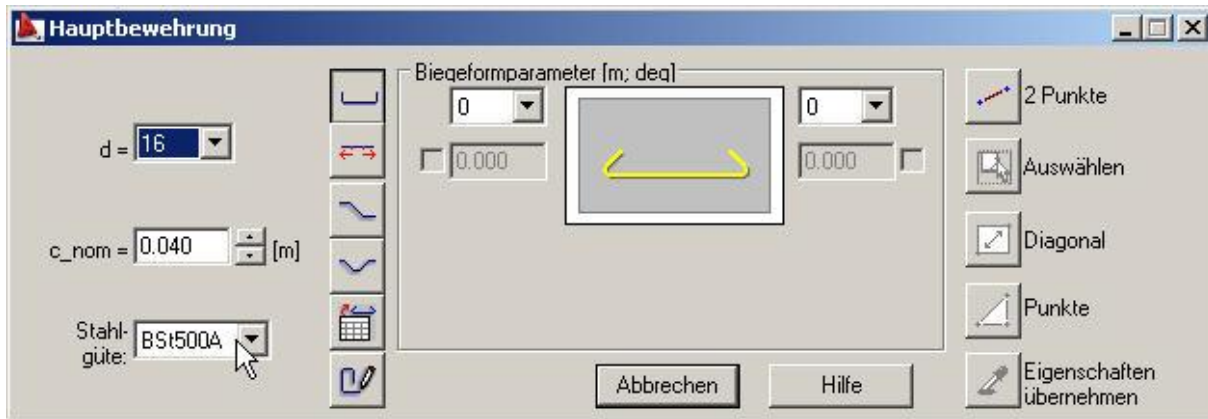 Hauptbewehrung
d = 16
c_nom = 0.040 [m]
Stahl-
güte: BSt500A
Biegeformparameter [m; deg]
0
0.000
0
0.000
2 Punkte
Auswählen
Diagonal
Punkte
Eigenschaften
übernehmen
Abbrechen
Hilfe